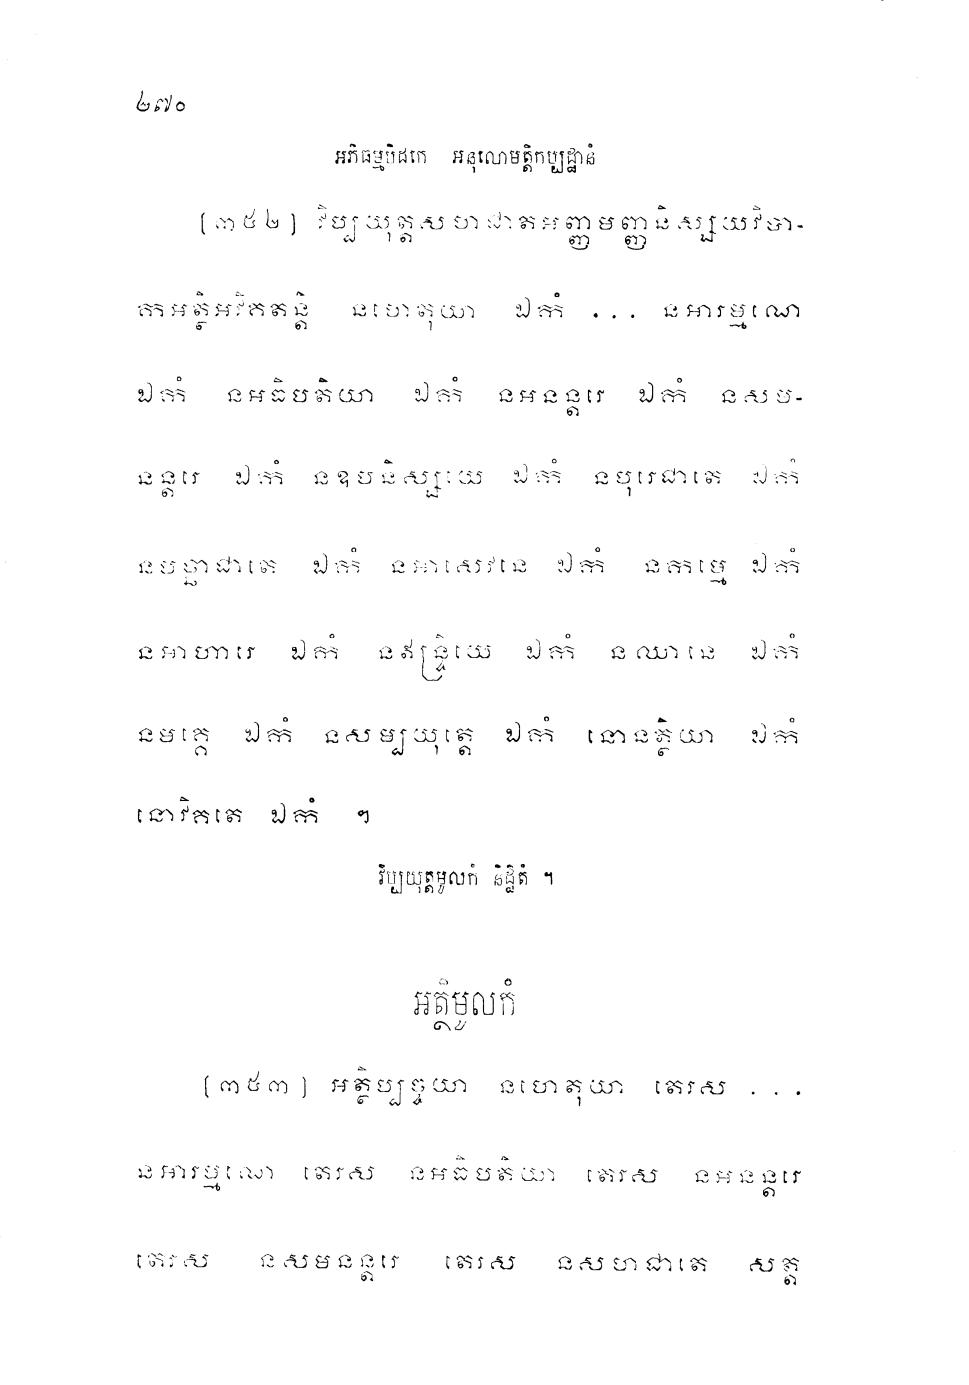 ២៧០
អភិធម្មបិដកេ អនុលោមត្តិកប្បដ្ឋានំ
[៣៥២] វិប្បយុត្តសហជាតអញ្ញមញ្ញនិស្សយវិបា-
កអត្ថិអវិគតន្តិ នហេតុយា ឯកំ ... នអារម្មណេ
ឯកំ នអធិបតិយា ឯកំ នអនន្តរេ ឯកំ នសម-
នន្តរេ ឯកំ នឧបនិស្សយេ ឯកំ នបុរេជាតេ ឯកំ
នបច្ឆាជាតេ ឯកំ នអាសេវនេ ឯកំ នកម្មេ ឯកំ
នអាហារេ ឯកំ នឥន្ទ្រិយេ ឯកំ នឈានេ ឯកំ
នមគ្គេ ឯកំ នសម្បយុត្តេ ឯកំ នោនត្ថិយា ឯកំ
នោវិគតេ ឯកំ ។
វិប្បយុត្តមូលកំ និដ្ឋិតំ ។
អត្ថិមូលកំ
[៣៥៣] អត្ថិប្បច្ចយា នហេតុយា តេរស ...
នអារម្មណេ តេរស នអធិបតិយា តេរស នអនន្តរេ
តេរស នសមនន្តរេ តេរស នសហជាតេ សត្ត